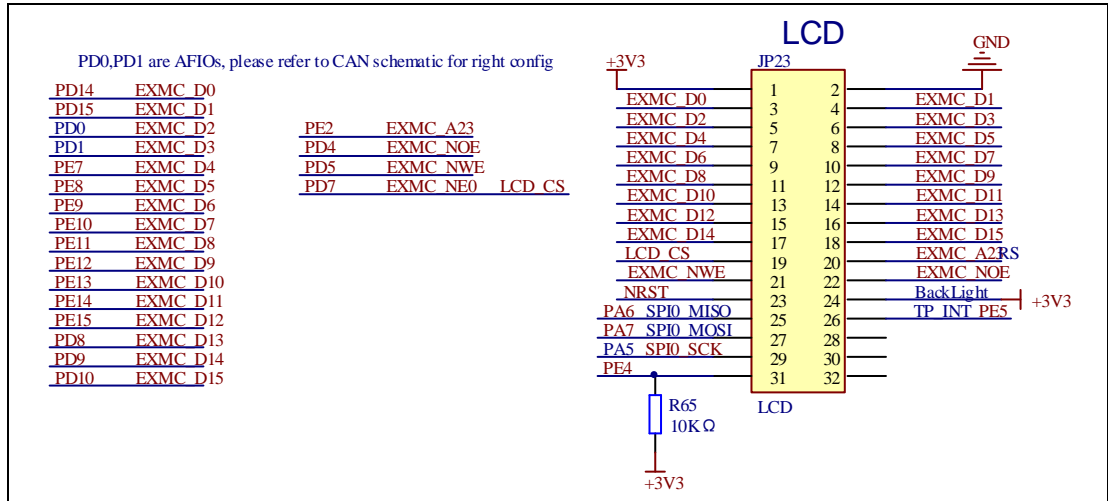 LCD
PD0,PD1 are AFIOs, please refer to CAN schematic for right config
PD14 EXMC_D0
PD15 EXMC_D1
PD0 EXMC_D2
PD1 EXMC_D3
PE7 EXMC_D4
PE8 EXMC_D5
PE9 EXMC_D6
PE10 EXMC_D7
PE11 EXMC_D8
PE12 EXMC_D9
PE13 EXMC_D10
PE14 EXMC_D11
PE15 EXMC_D12
PD8 EXMC_D13
PD9 EXMC_D14
PD10 EXMC_D15
PE2 EXMC_A23
PD4 EXMC_NOE
PD5 EXMC_NWE
PD7 EXMC_NE0 LCD_CS
+3V3 JP23 GND
1 2
EXMC_D0 3 4 EXMC_D1
EXMC_D2 5 6 EXMC_D3
EXMC_D4 7 8 EXMC_D5
EXMC_D6 9 10 EXMC_D7
EXMC_D8 11 12 EXMC_D9
EXMC_D10 13 14 EXMC_D11
EXMC_D12 15 16 EXMC_D13
EXMC_D14 17 18 EXMC_D15
LCD_CS 19 20 EXMC_A23RS
EXMC_NWE 21 22 EXMC_NOE
NRST 23 24 BackLight +3V3
PA6 SPI0_MISO 25 26 TP_INT PE5
PA7 SPI0_MOSI 27 28
PA5 SPI0_SCK 29 30
PE4 31 32
R65
10KΩ
LCD
+3V3